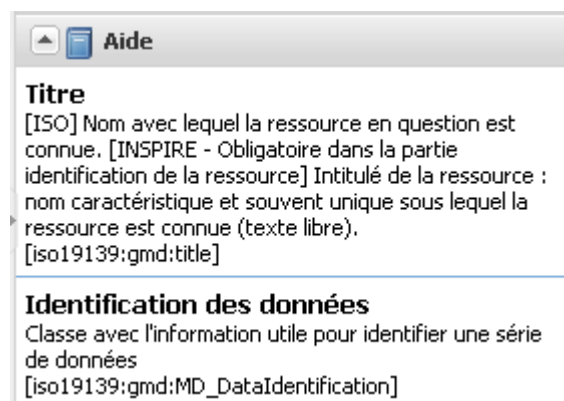 Aide
Titre
[ISO] Nom avec lequel la ressource en question est
connue. [INSPIRE - Obligatoire dans la partie
identification de la ressource] Intitulé de la ressource :
nom caractéristique et souvent unique sous lequel la
ressource est connue (texte libre).
[iso19139:gmd:title]
Identification des données
Classe avec l'information utile pour identifier une série
de données
[iso19139:gmd:MD_DataIdentification]